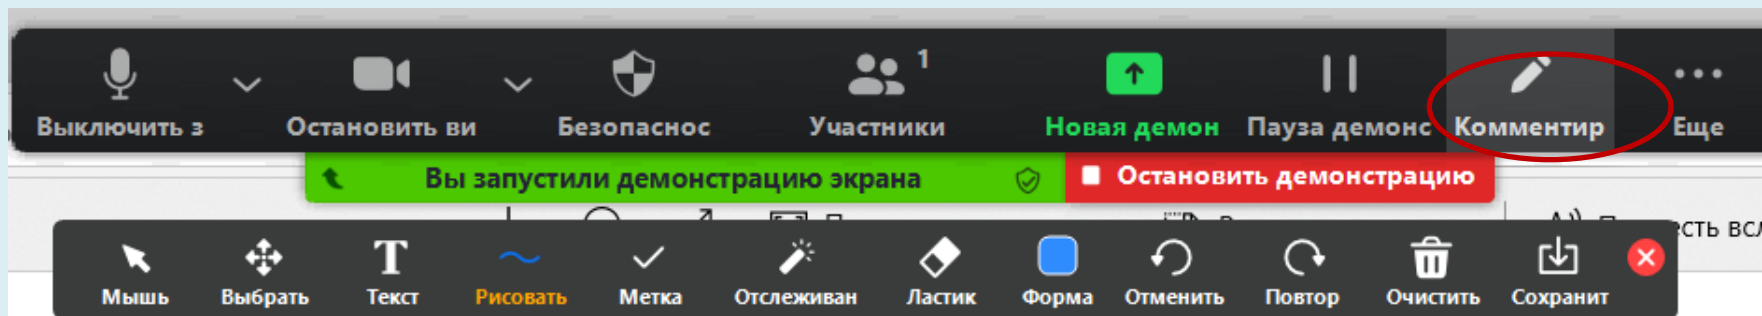 1
Выключить з Остановить ви Безопаснос Участники Новая демон Пауза демонс Комментир Еще
Вы запустили демонстрацию экрана Остановить демонстрацию
Мышь Выбрать Текст Рисовать Метка Отслеживан Ластик Форма Отменить Повтор Очистить Сохранит